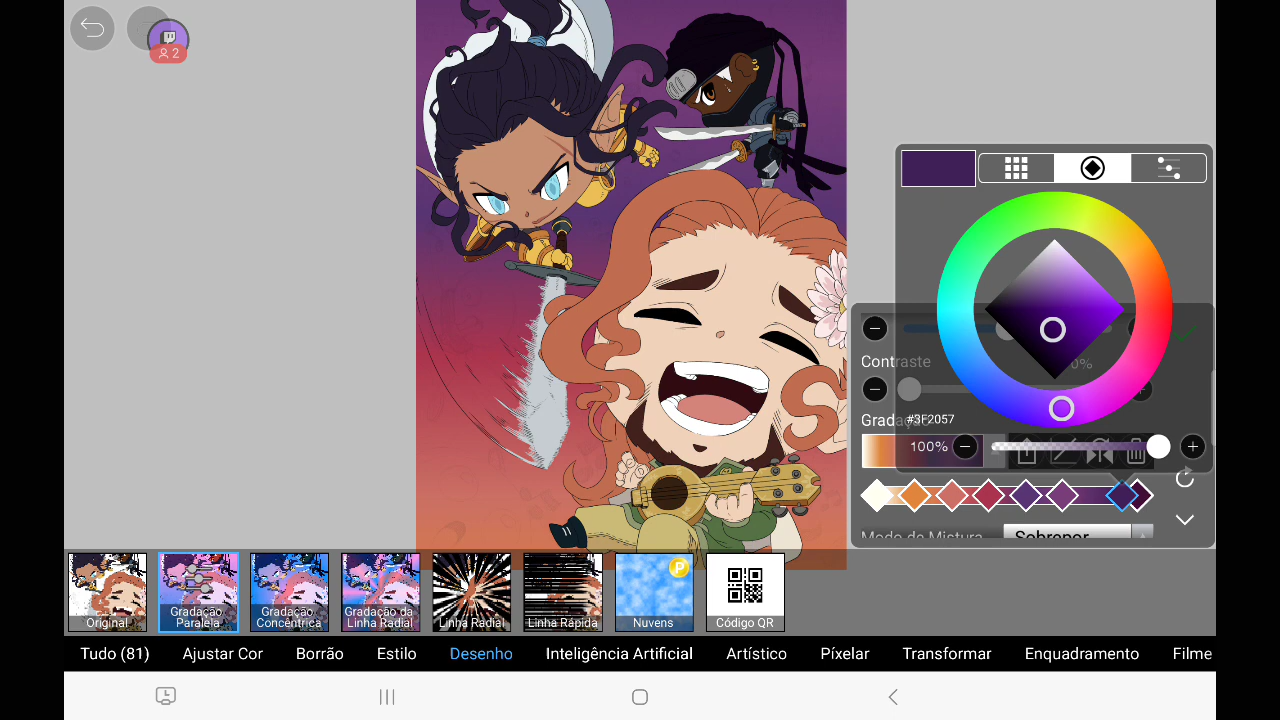 2
Contraste
0%
Gradação
#3F2057
100%
Modo de Mistura
Sobrepor
Original
Gradação Paralela
Gradação Concêntrica
Gradação da Linha Radial
Linha Radial
Linha Rápida
P
Nuvens
Código QR
Tudo (81)
Ajustar Cor
Borrão
Estilo
Desenho
Inteligência Artificial
Artístico
Píxelar
Transformar
Enquadramento
Filme